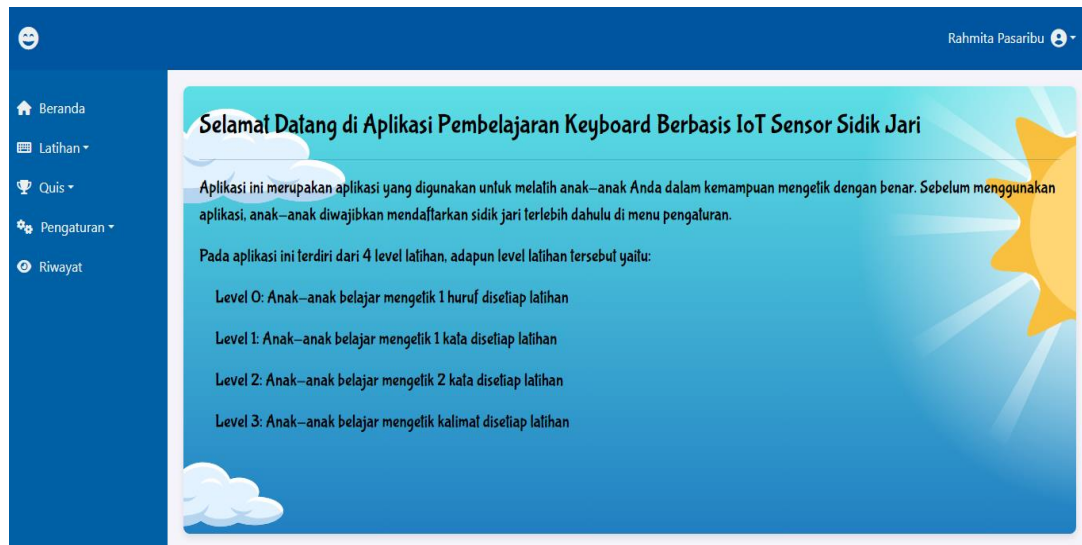 Rahmita Pasaribu
Beranda
Latihan
Quis
Pengaturan
Riwayat
Selamat Datang di Aplikasi Pembelajaran Keyboard Berbasis IoT Sensor Sidik Jari
Aplikasi ini merupakan aplikasi yang digunakan untuk melatih anak-anak Anda dalam kemampuan mengetik dengan benar. Sebelum menggunakan
aplikasi, anak-anak diwajibkan mendaftarkan sidik jari terlebih dahulu di menu pengaturan.
Pada aplikasi ini terdiri dari 4 level latihan, adapun level latihan tersebut yaitu:
Level 0: Anak-anak belajar mengetik 1 huruf disetiap latihan
Level 1: Anak-anak belajar mengetik 1 kata disetiap latihan
Level 2: Anak-anak belajar mengetik 2 kata disetiap latihan
Level 3: Anak-anak belajar mengetik kalimat disetiap latihan